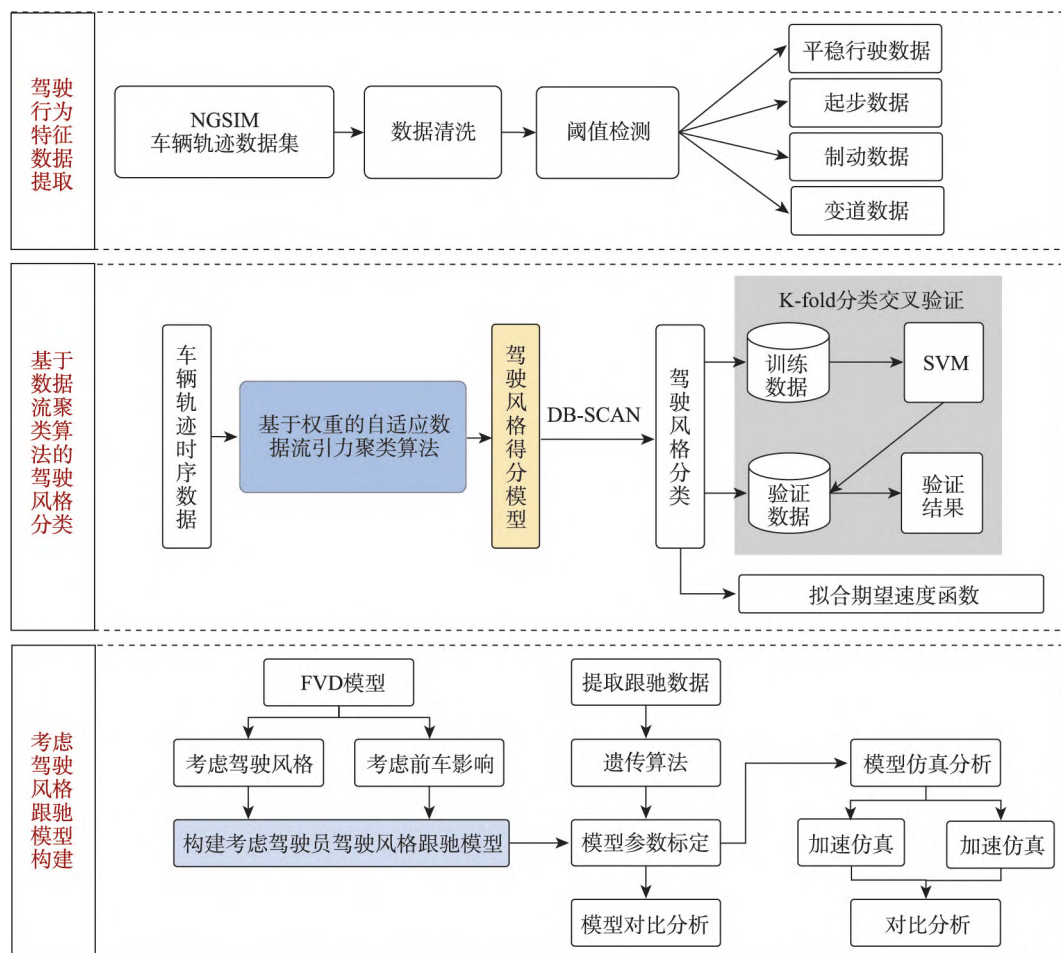 驾驶
行为
特征
数据
提取
NGSIM
车辆轨迹数据集
数据清洗
阈值检测
平稳行驶数据
起步数据
制动数据
变道数据
基于
数据
流聚
类算
法的
驾驶
风格
分类
车辆轨迹时序数据
基于权重的自适应数
据流引力聚类算法
驾驶风格得分模型
DB-SCAN
驾驶风格分类
K-fold分类交叉验证
训练
数据
SVM
验证
数据
验证
结果
拟合期望速度函数
考虑
驾驶
风格
跟驰
模型
构建
FVD模型
考虑驾驶风格
考虑前车影响
构建考虑驾驶员驾驶风格跟驰模型
提取跟驰数据
遗传算法
模型参数标定
模型对比分析
模型仿真分析
加速仿真
加速仿真
对比分析